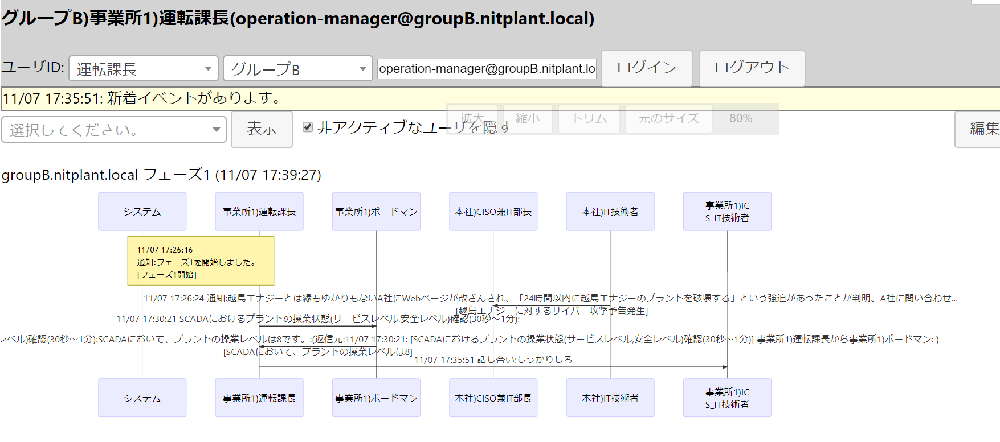 グループB)事業所1)運転課長(operation-manager@groupB.nitplant.local)
ユーザID: 運転課長 グループB operation-manager@groupB.nitplant.lo ログイン ログアウト
11/07 17:35:51: 新着イベントがあります。
選択してください。 表示 非アクティブなユーザを隠す 編集
拡大 縮小 トリム 元のサイズ 80%
groupB.nitplant.local フェーズ1 (11/07 17:39:27)
システム 事業所1)運転課長 事業所1)ボードマン 本社)CISO兼IT部長 本社)IT技術者 事業所1)IC
S_IT技術者
11/07 17:26:16
通知:フェーズ1を開始しました。
[フェーズ1開始]
11/07 17:26:24 通知:越島エナジーとは縁もゆかりもないA社にWebページが改ざんされ、「24時間以内に越島エナジーのプラントを破壊する」という強迫があったことが判明。A社に問い合わせ...
[越島エナジーに対するサイバー攻撃予告発生]
11/07 17:30:21 SCADAにおけるプラントの操業状態(サービスレベル,安全レベル)確認(30秒～1分):
レベル)確認(30秒～1分):SCADAにおいて、プラントの操業レベルは8です。:(返信元:11/07 17:30:21: [SCADAにおけるプラントの操業状態(サービスレベル,安全レベル)確認(30秒～1分)] 事業所1)運転課長から事業所1)ボードマン: )
[SCADAにおいて、プラントの操業レベルは8]
11/07 17:35:51 話し合い:しっかりしろ
システム 事業所1)運転課長 事業所1)ボードマン 本社)CISO兼IT部長 本社)IT技術者 事業所1)IC
S_IT技術者